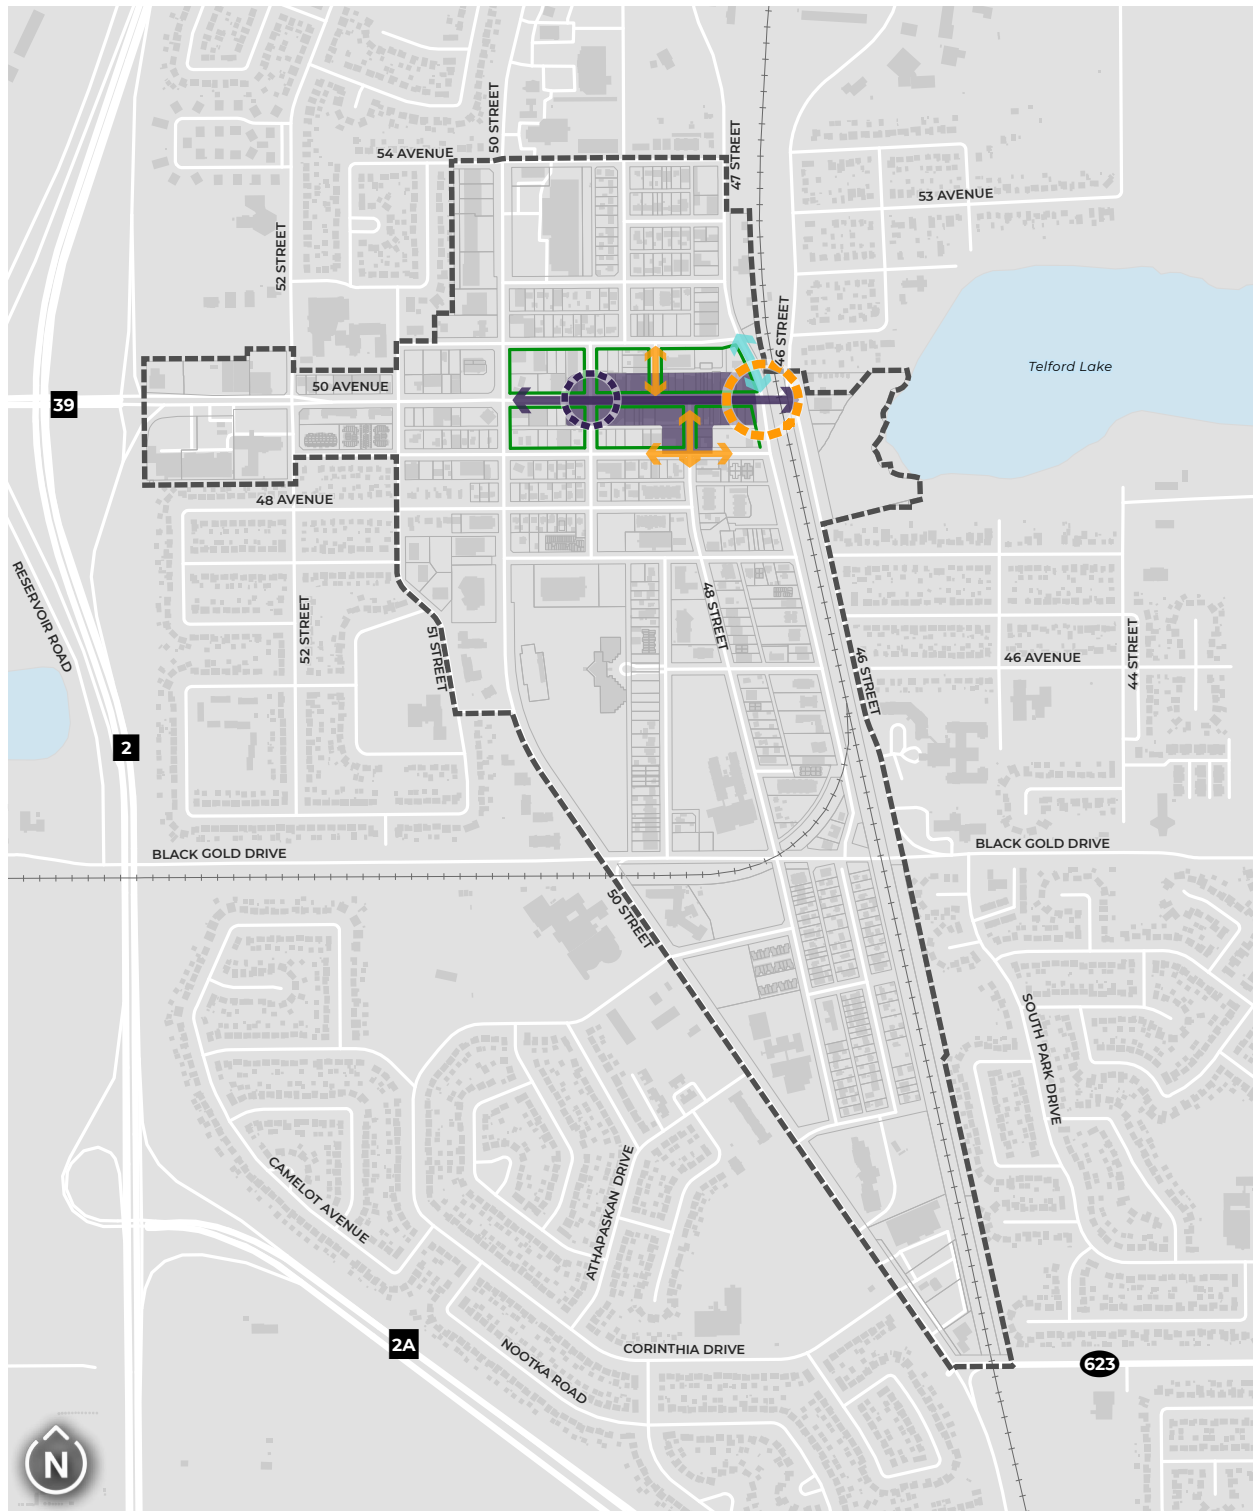 50 STREET
47 STREET
54 AVENUE
53 AVENUE
52 STREET
46 STREET
Telford Lake
50 AVENUE
39
48 AVENUE
RESERVOIR ROAD
52 STREET
51 STREET
48 STREET
46 STREET
46 AVENUE
44 STREET
2
BLACK GOLD DRIVE
BLACK GOLD DRIVE
50 STREET
SOUTH PARK DRIVE
CAMELOT AVENUE
ATHAPASKAN DRIVE
2A
NOOTKA ROAD
CORINTHIA DRIVE
623
N